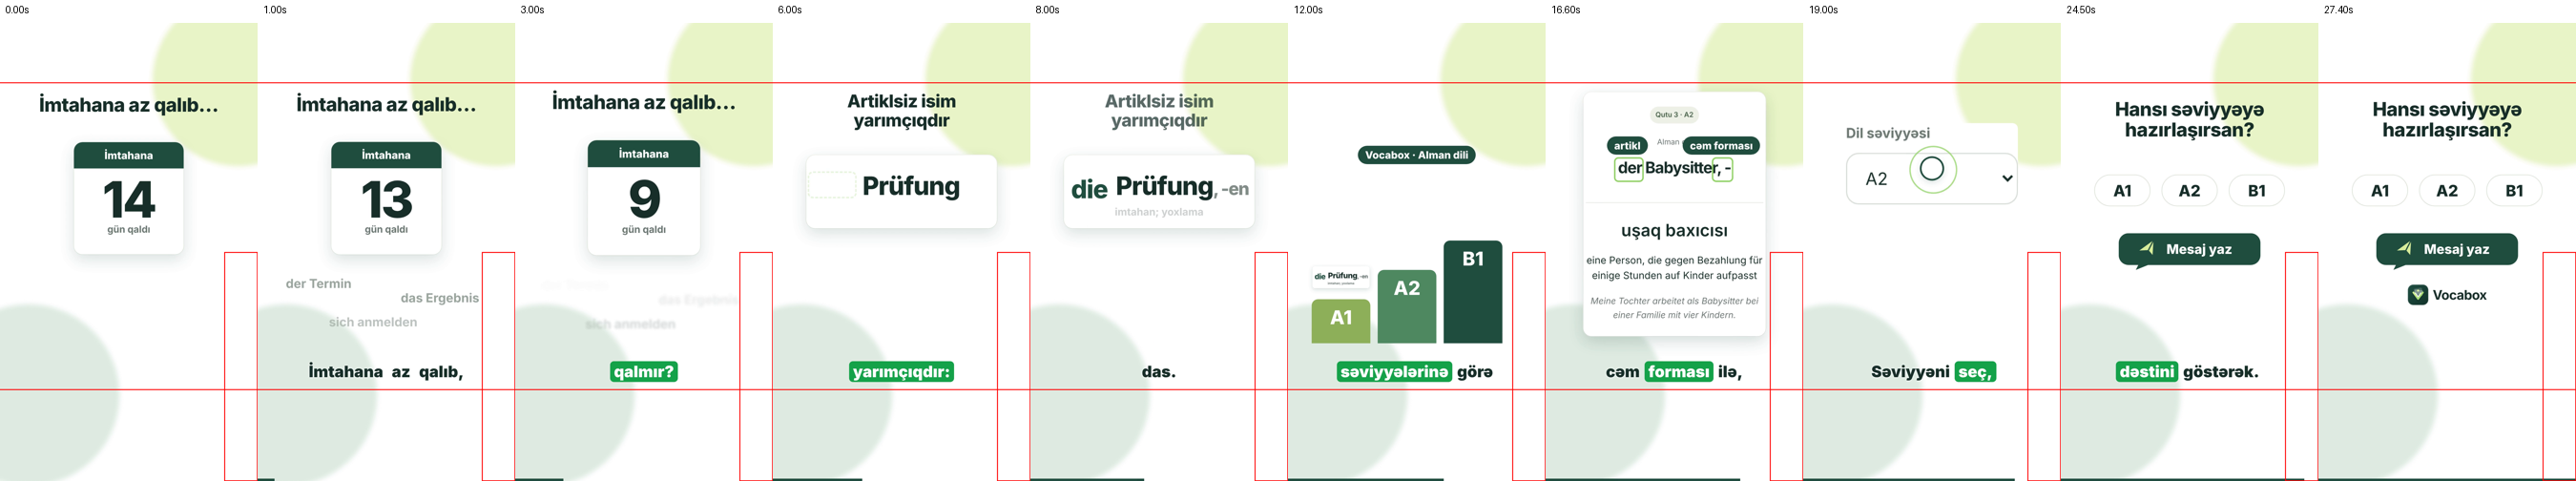 0.00s
1.00s
3.00s
6.00s
8.00s
12.00s
16.60s
19.00s
24.50s
27.40s
İmtahana az qalıb...
İmtahana
14
gün qaldı
İmtahana az qalıb...
İmtahana
13
gün qaldı
der Termin
das Ergebnis
sich anmelden
İmtahana az qalıb,
İmtahana az qalıb...
İmtahana
9
gün qaldı
der Termin
das Ergebnis
sich anmelden
qalmır?
Artiklsiz isim
yarımçıqdır
Prüfung
yarımçıqdır:
Artiklsiz isim
yarımçıqdır
die Prüfung, -en
imtahan; yoxlama
das.
Vocabox · Alman dili
die Prüfung, -en
A1
A2
B1
səviyyələrinə görə
Qutu 3 · A2
artikl
Alman
cəm forması
der Babysitter, -
uşaq baxıcısı
eine Person, die gegen Bezahlung für
einige Stunden auf Kinder aufpasst
Meine Tochter arbeitet als Babysitter bei
einer Familie mit vier Kindern.
cəm forması ilə,
Dil səviyyəsi
A2
Səviyyəni seç,
Hansı səviyyəyə
hazırlaşırsan?
A1 A2 B1
Mesaj yaz
dəstini göstərək.
Hansı səviyyəyə
hazırlaşırsan?
A1 A2 B1
Mesaj yaz
Vocabox